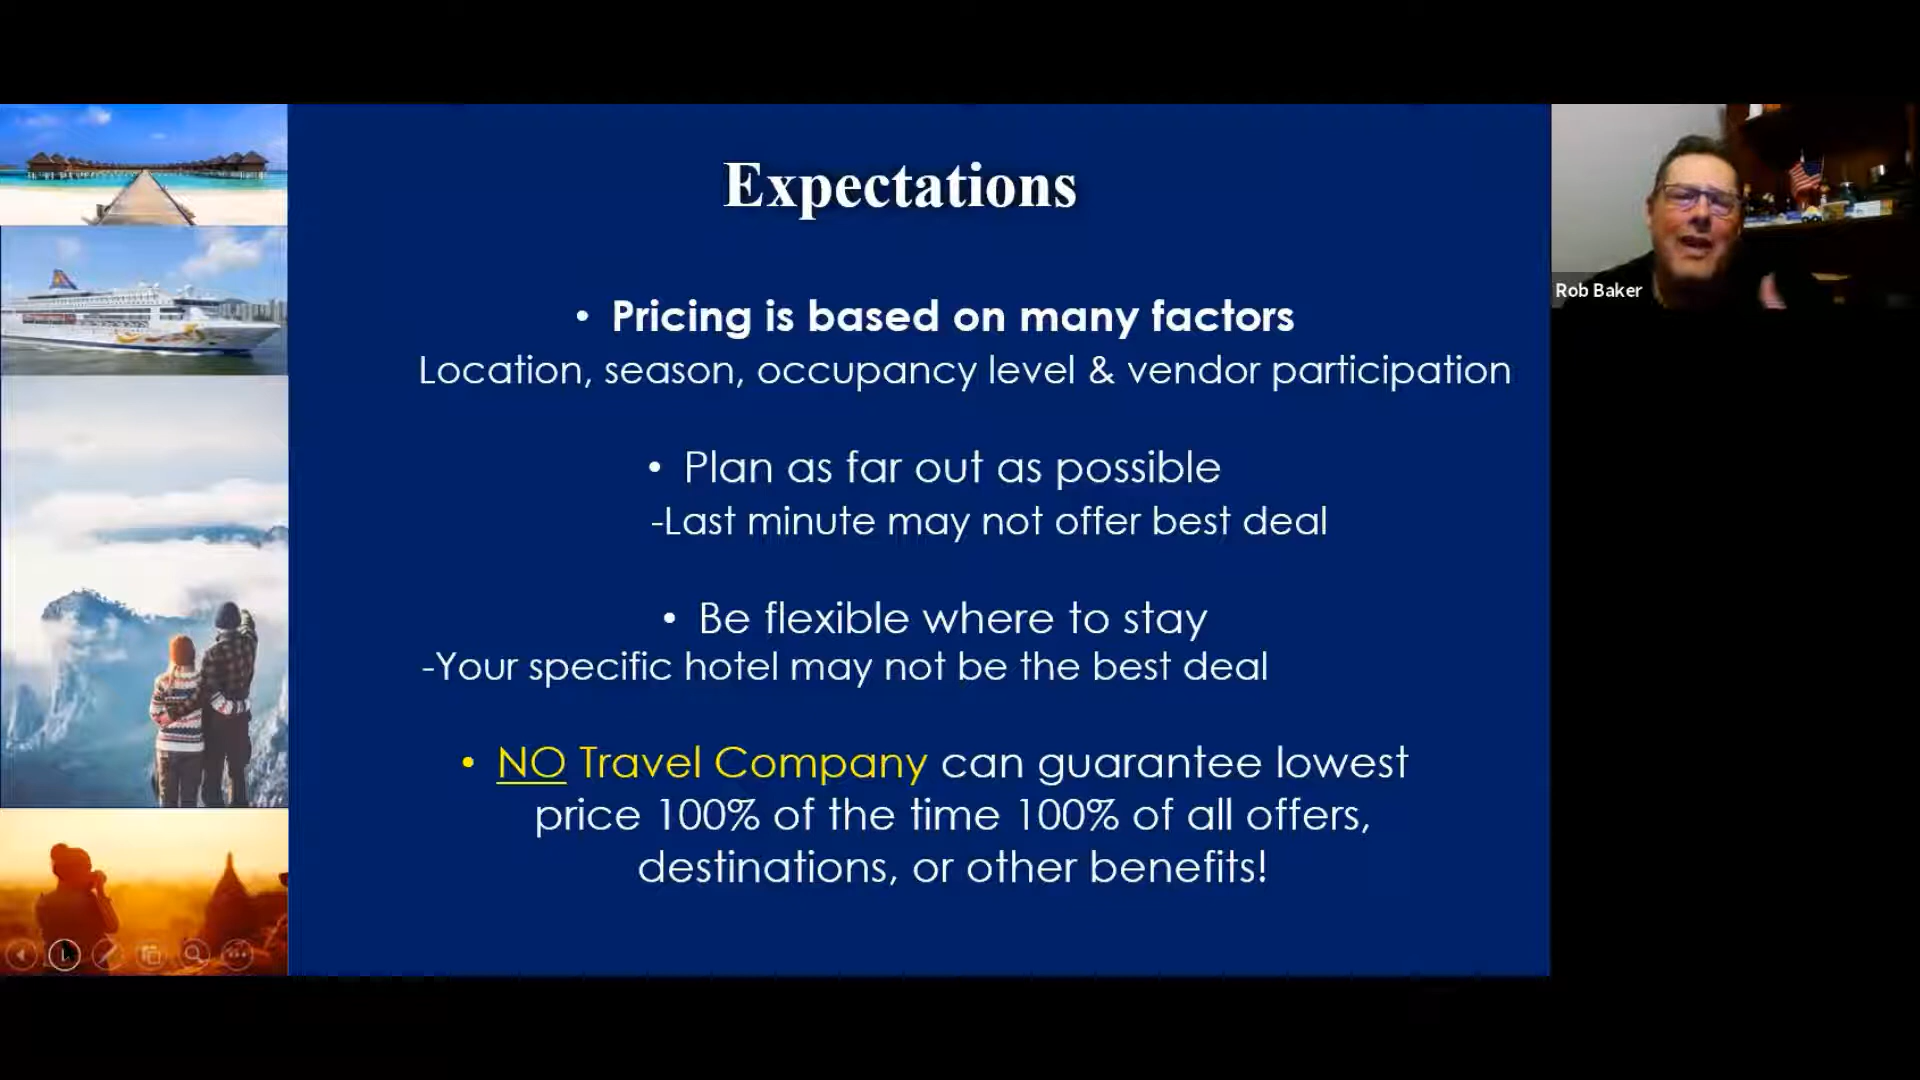 Expectations
• Pricing is based on many factors
Location, season, occupancy level & vendor participation
• Plan as far out as possible
-Last minute may not offer best deal
• Be flexible where to stay
-Your specific hotel may not be the best deal
• NO Travel Company can guarantee lowest
price 100% of the time 100% of all offers,
destinations, or other benefits!
Rob Baker